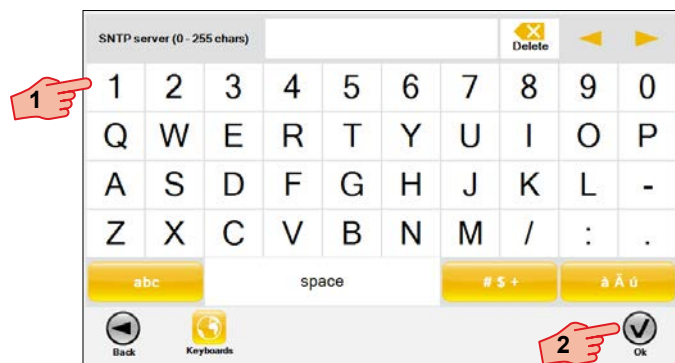 SNTP server (0 - 255 chars) Delete
1 1 2 3 4 5 6 7 8 9 0
Q W E R T Y U I O P
A S D F G H J K L -
Z X C V B N M / : .
abc space # $ + à Ã ú
Back Keyboards 2 Ok